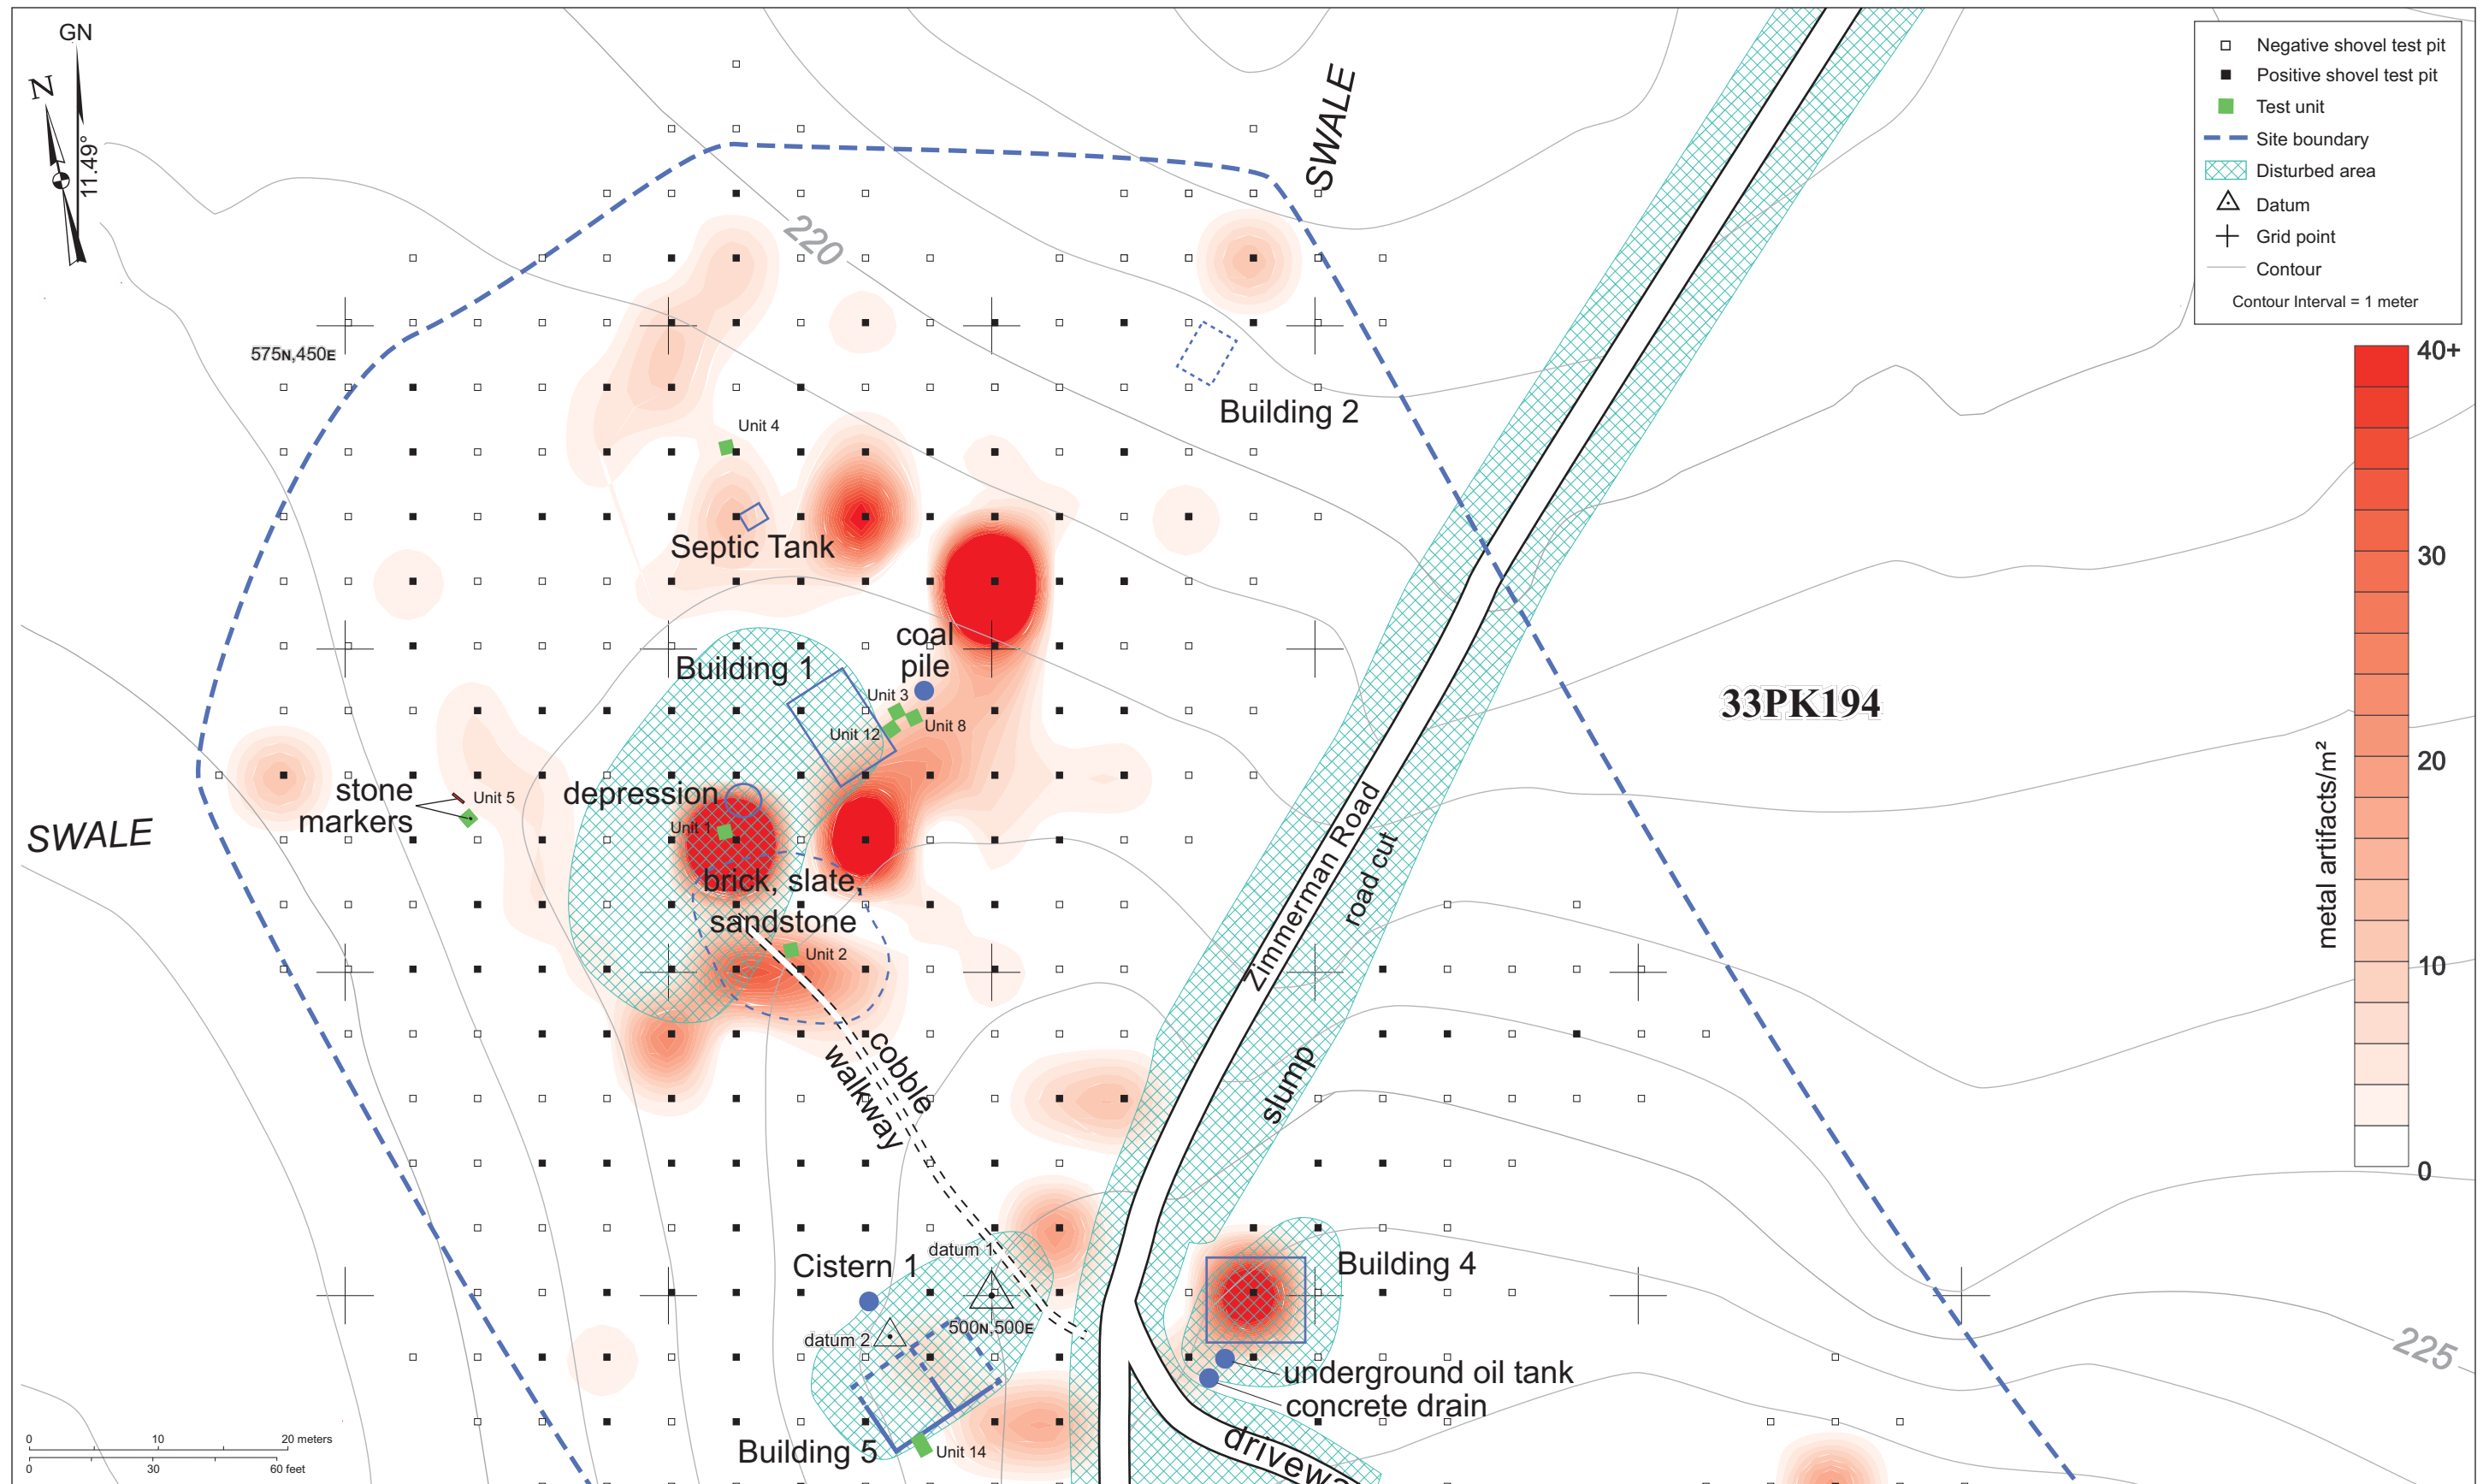 GN
N
11.49°
SWALE
Negative shovel test pit
Positive shovel test pit
Test unit
Site boundary
Disturbed area
Datum
Grid point
Contour
Contour Interval = 1 meter
220
575N,450E
40+
30
20
10
0
metal artifacts/m²
Building 2
Unit 4
Septic Tank
coal
pile
Building 1
Unit 3
Unit 8
Unit 12
33PK194
depression
stone
markers
Unit 5
Unit 1
SWALE
brick, slate,
sandstone
Unit 2
Zimmerman Road
road cut
slump
cobble
walkway
datum 1
Cistern 1
Building 4
500N,500E
datum 2
225
underground oil tank
concrete drain
Building 5
Unit 14
0 10 20 meters
0 30 60 feet